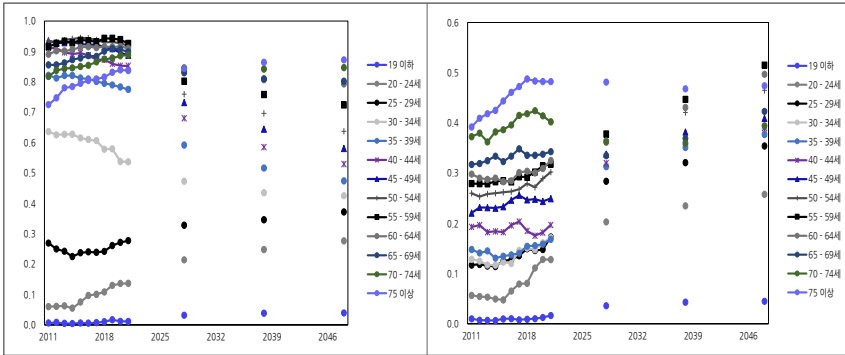 1.0
0.9
0.8
0.7
0.6
0.5
0.4
0.3
0.2
0.1
0.0
2011
2018
2025
2032
2039
2046
19 이하
20 - 24세
25 - 29세
30 - 34세
35 - 39세
40 - 44세
45 - 49세
50 - 54세
55 - 59세
60 - 64세
65 - 69세
70 - 74세
75 이상
0.6
0.5
0.4
0.3
0.2
0.1
0.0
2011
2018
2025
2032
2039
2046
19 이하
20 - 24세
25 - 29세
30 - 34세
35 - 39세
40 - 44세
45 - 49세
50 - 54세
55 - 59세
60 - 64세
65 - 69세
70 - 74세
75 이상